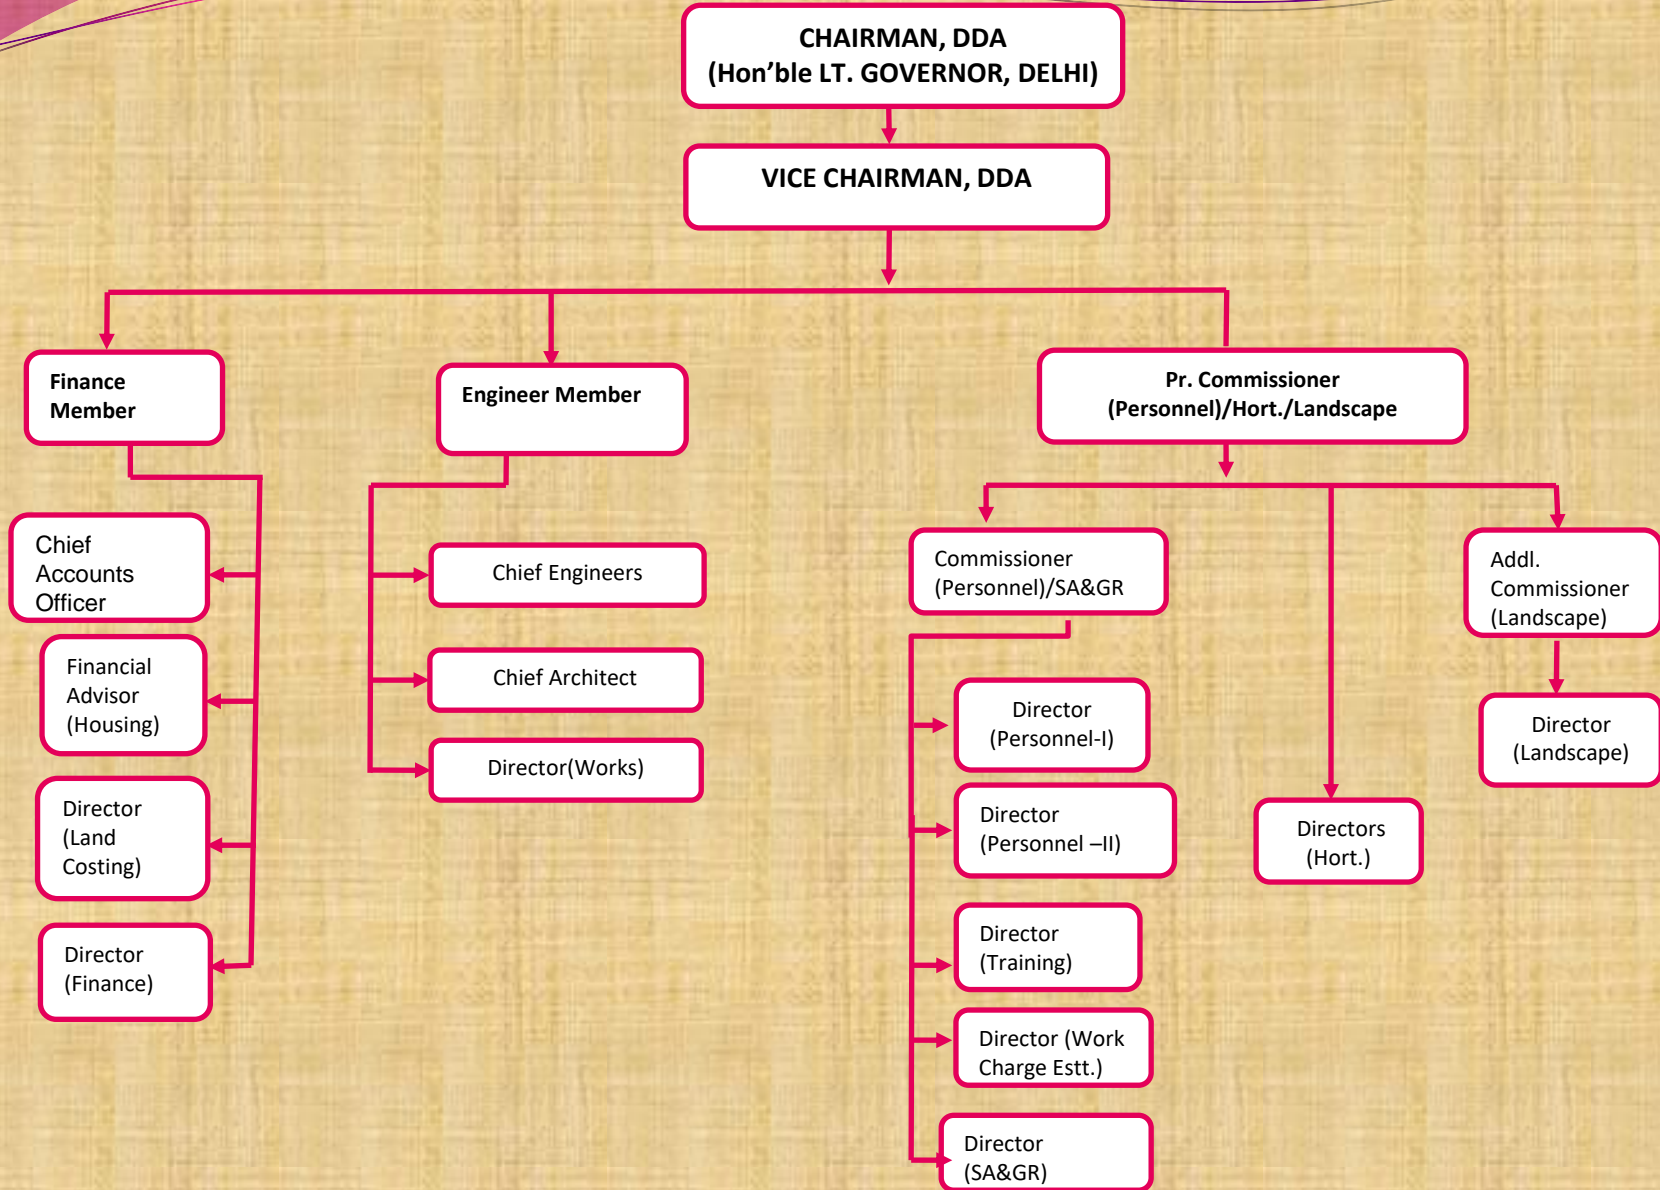 CHAIRMAN, DDA
(Hon’ble LT. GOVERNOR, DELHI)
VICE CHAIRMAN, DDA
Finance
Member
Engineer Member
Pr. Commissioner
(Personnel)/Hort./Landscape
Chief
Accounts
Officer
Financial
Advisor
(Housing)
Director
(Land
Costing)
Director
(Finance)
Chief Engineers
Chief Architect
Director(Works)
Commissioner
(Personnel)/SA&GR
Director
(Personnel-I)
Director
(Personnel –II)
Director
(Training)
Director (Work
Charge Estt.)
Director
(SA&GR)
Directors
(Hort.)
Addl.
Commissioner
(Landscape)
Director
(Landscape)